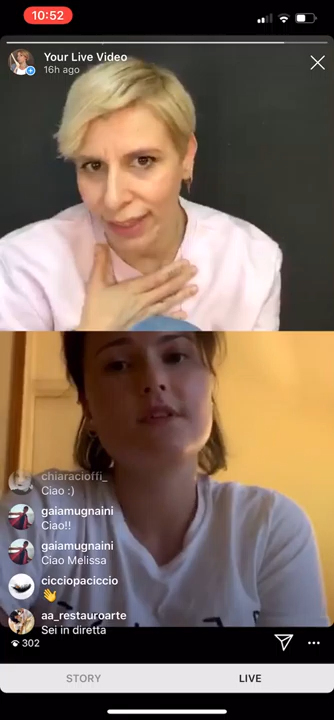 10:52
Your Live Video
16h ago
chiaracioffi_
Ciao :)
gaiamugnaini
Ciao!!
gaiamugnaini
Ciao Melissa
cicciopaciccio
👋
aa_restauroarte
Sei in diretta
302
STORY
LIVE